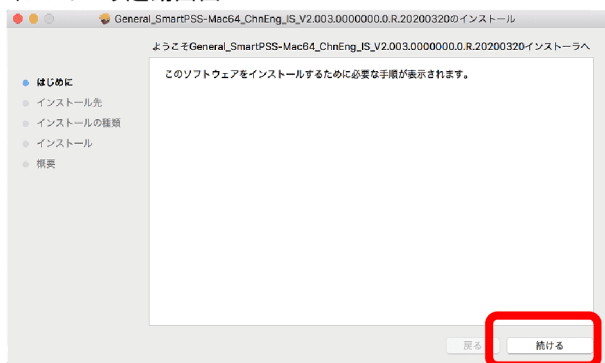 General_SmartPSS-Mac64_ChnEng_IS_V2.003.0000000.0.R.20200320のインストール
ようこそGeneral_SmartPSS-Mac64_ChnEng_IS_V2.003.0000000.0.R.20200320インストーラへ
このソフトウェアをインストールするために必要な手順が表示されます。
はじめに
インストール先
インストールの種類
インストール
概要
戻る
続ける